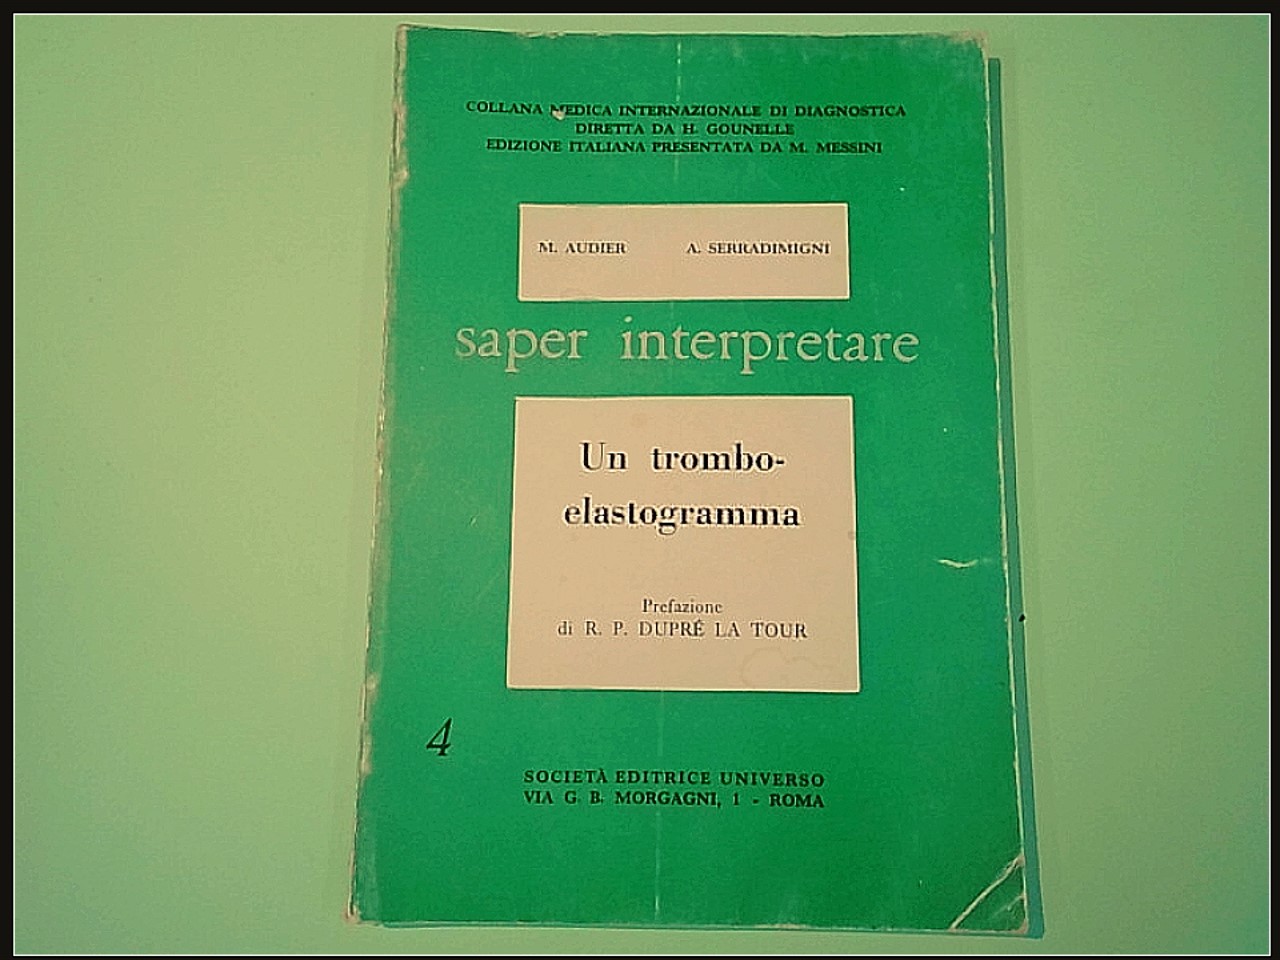 COLLANA MEDICA INTERNAZIONALE DI DIAGNOSTICA
DIRETTA DA H. GOUNELLE
EDIZIONE ITALIANA PRESENTATA DA M. MESSINI
M. AUDIER A. SERRADIMIGNI
saper interpretare
Un trombo-
elastogramma
Prefazione
di R. P. DUPRÉ LA TOUR
4
SOCIETÀ EDITRICE UNIVERSO
VIA G. B. MORGAGNI, 1 - ROMA